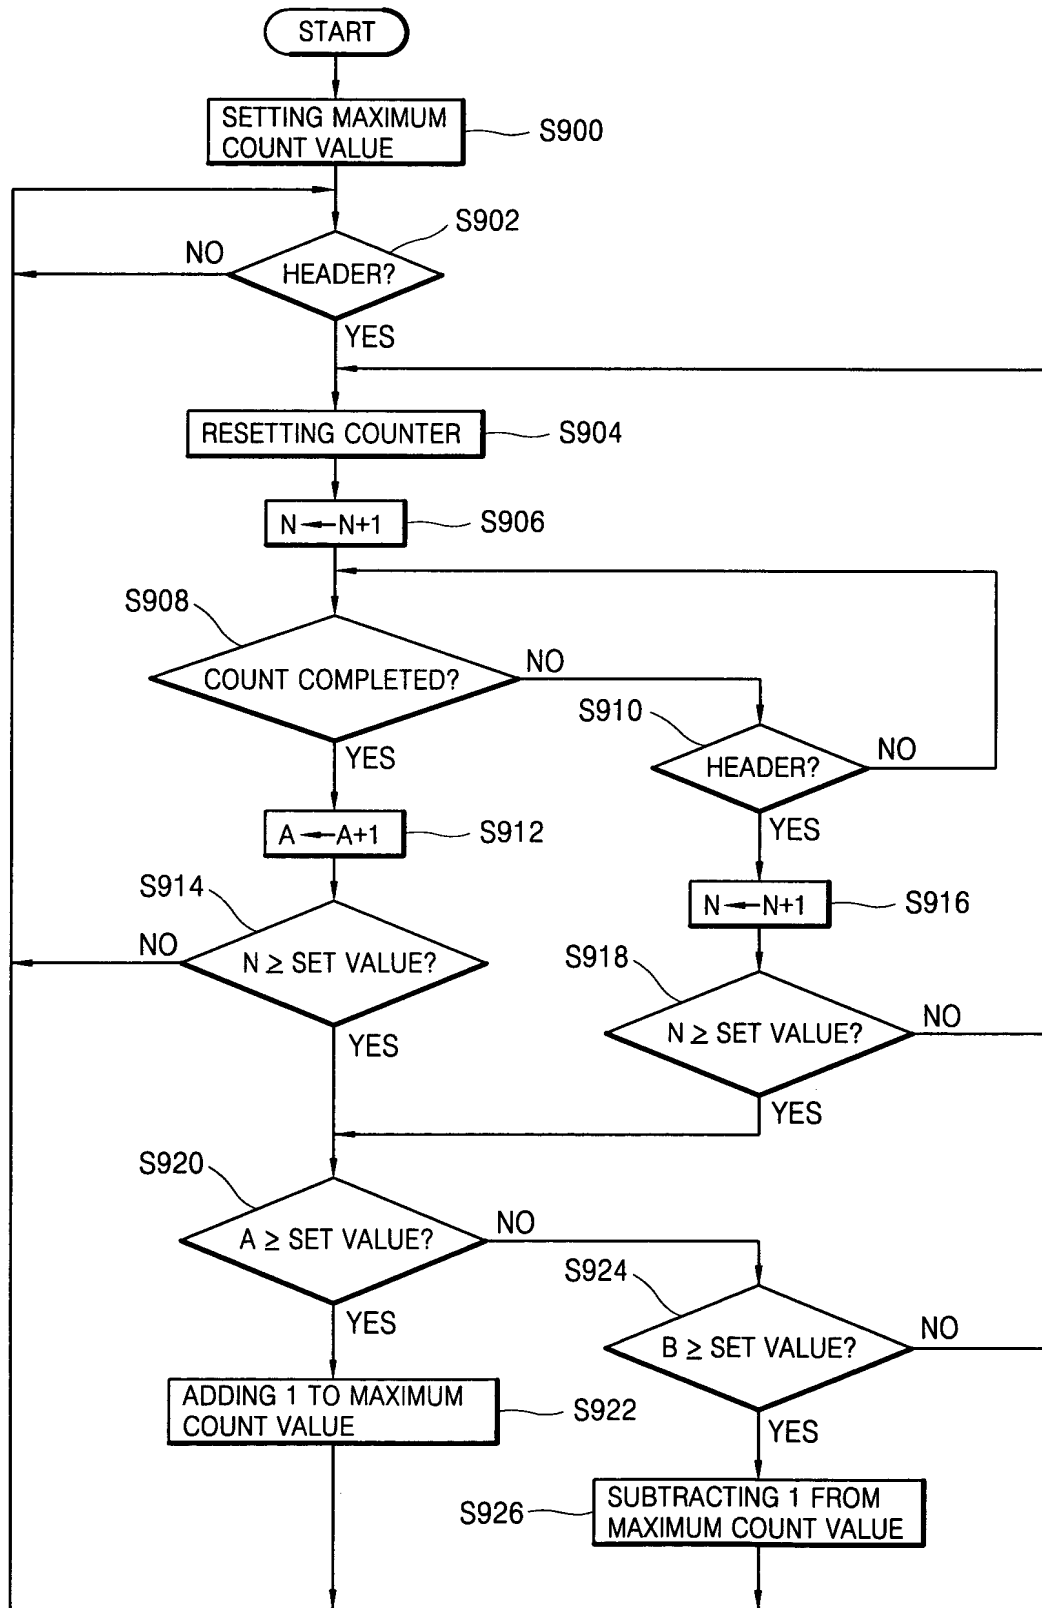 START
SETTING MAXIMUM
COUNT VALUE
S900
S902
NO
HEADER?
YES
RESETTING COUNTER
S904
N←N+1
S906
S908
COUNT COMPLETED?
NO
S910
YES
HEADER?
NO
A←A+1
S912
YES
S914
N←N+1
S916
NO
N ≥ SET VALUE?
S918
YES
N ≥ SET VALUE?
NO
YES
S920
A ≥ SET VALUE?
NO
S924
YES
B ≥ SET VALUE?
NO
ADDING 1 TO MAXIMUM
COUNT VALUE
S922
YES
S926
SUBTRACTING 1 FROM
MAXIMUM COUNT VALUE